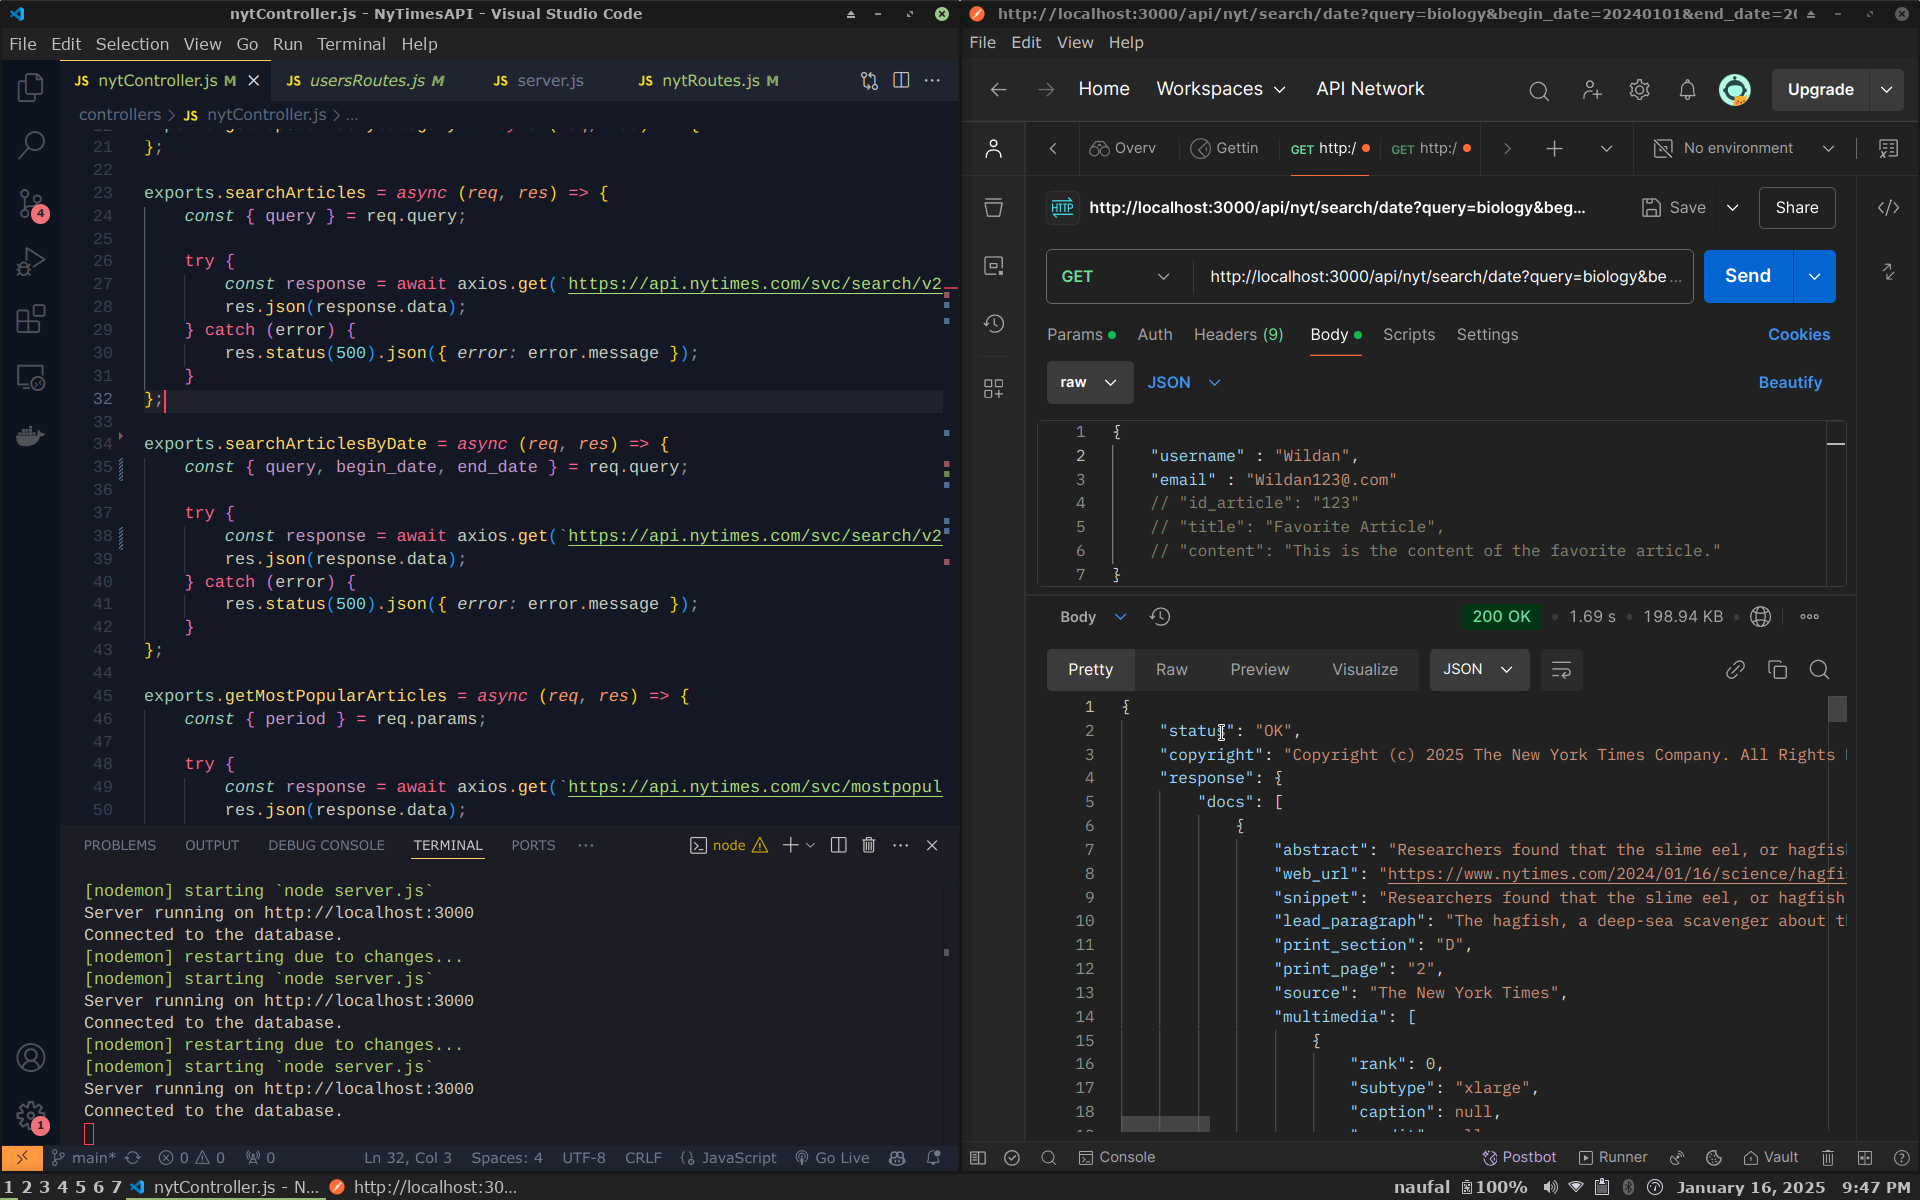 nytController.js - NyTimesAPI - Visual Studio Code
File Edit Selection View Go Run Terminal Help
JS nytController.js M
JS usersRoutes.js M
JS server.js
JS nytRoutes.js M
controllers > JS nytController.js > ...
21 };
22
23 exports.searchArticles = async (req, res) => {
24 const { query } = req.query;
25
26 try {
27 const response = await axios.get(`https://api.nytimes.com/svc/search/v2
28 res.json(response.data);
29 } catch (error) {
30 res.status(500).json({ error: error.message });
31 }
32 };
33
34 exports.searchArticlesByDate = async (req, res) => {
35 const { query, begin_date, end_date } = req.query;
36
37 try {
38 const response = await axios.get(`https://api.nytimes.com/svc/search/v2
39 res.json(response.data);
40 } catch (error) {
41 res.status(500).json({ error: error.message });
42 }
43 };
44
45 exports.getMostPopularArticles = async (req, res) => {
46 const { period } = req.params;
47
48 try {
49 const response = await axios.get(`https://api.nytimes.com/svc/mostpopul
50 res.json(response.data);
4
1
PROBLEMS OUTPUT DEBUG CONSOLE TERMINAL PORTS ... node
[nodemon] starting `node server.js`
Server running on http://localhost:3000
Connected to the database.
[nodemon] restarting due to changes...
[nodemon] starting `node server.js`
Server running on http://localhost:3000
Connected to the database.
[nodemon] restarting due to changes...
[nodemon] starting `node server.js`
Server running on http://localhost:3000
Connected to the database.
main* 0 0 0 Ln 32, Col 3 Spaces: 4 UTF-8 CRLF JavaScript Go Live
http://localhost:3000/api/nyt/search/date?query=biology&begin_date=20240101&end_date=20
File Edit View Help
Home Workspaces API Network Upgrade
Overv Gettin GET http:/ GET http:/ No environment
HTTP http://localhost:3000/api/nyt/search/date?query=biology&beg... Save Share
GET http://localhost:3000/api/nyt/search/date?query=biology&be... Send
Params Auth Headers (9) Body Scripts Settings Cookies
raw JSON Beautify
1 {
2 "username" : "Wildan",
3 "email" : "Wildan123@.com"
4 // "id_article": "123"
5 // "title": "Favorite Article",
6 // "content": "This is the content of the favorite article."
7 }
Body 200 OK 1.69 s 198.94 KB
Pretty Raw Preview Visualize JSON
1 {
2 "status": "OK",
3 "copyright": "Copyright (c) 2025 The New York Times Company. All Rights
4 "response": {
5 "docs": [
6 {
7 "abstract": "Researchers found that the slime eel, or hagfis
8 "web_url": "https://www.nytimes.com/2024/01/16/science/hagfi
9 "snippet": "Researchers found that the slime eel, or hagfish
10 "lead_paragraph": "The hagfish, a deep-sea scavenger about t
11 "print_section": "D",
12 "print_page": "2",
13 "source": "The New York Times",
14 "multimedia": [
15 {
16 "rank": 0,
17 "subtype": "xlarge",
18 "caption": null,
Console Postbot Runner Vault
1 2 3 4 5 6 7 nytController.js - N... http://localhost:30... naufal 100% January 16, 2025 9:47 PM